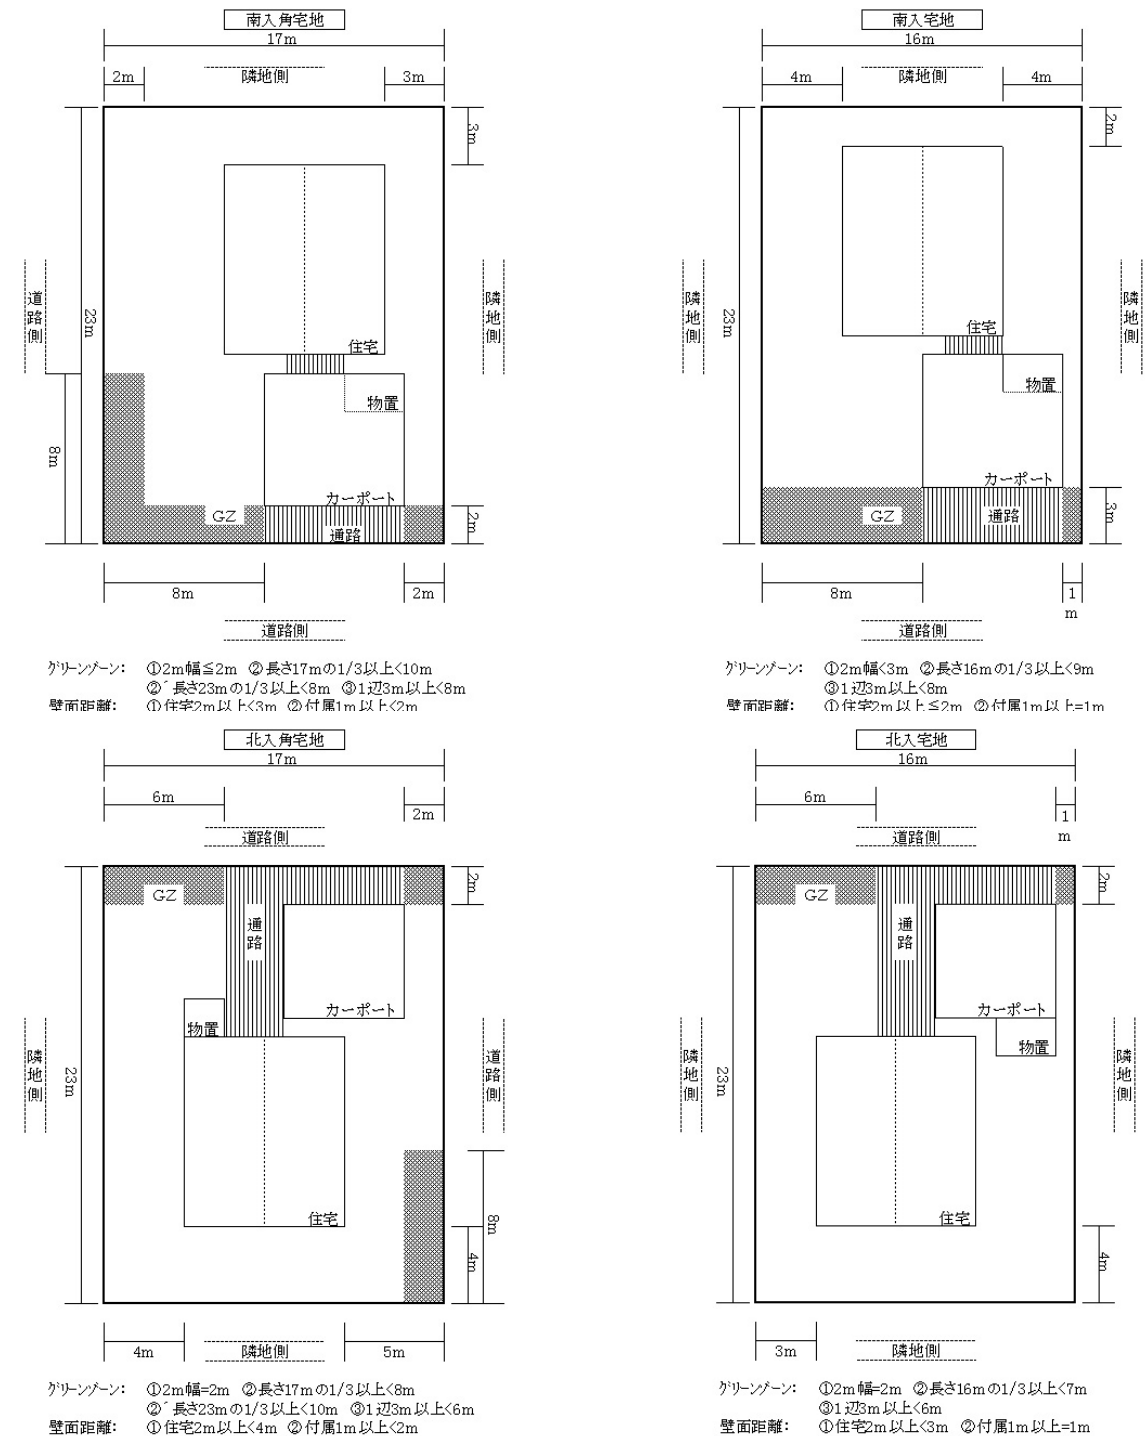 南入角宅地
17m
2m
隣地側
3m
3m
道路側
23m
隣地側
住宅
物置
8m
カーポート
GZ
通路
2m
8m
2m
道路側
グリーンゾーン: ①2m幅≦2m ②長さ17mの1/3以上<10m
②´長さ23mの1/3以上<8m ③1辺3m以上<8m
壁面距離: ①住宅2m以上<3m ②付属1m以上<2m
南入宅地
16m
4m
隣地側
4m
2m
隣地側
23m
隣地側
住宅
物置
カーポート
GZ
通路
3m
8m
1m
道路側
グリーンゾーン: ①2m幅<3m ②長さ16mの1/3以上<9m
③1辺3m以上<8m
壁面距離: ①住宅2m以上≦2m ②付属1m以上=1m
北入角宅地
17m
6m
2m
道路側
GZ
通路
2m
カーポート
物置
隣地側
23m
道路側
住宅
8m
4m
4m
隣地側
5m
グリーンゾーン: ①2m幅=2m ②長さ17mの1/3以上<8m
②´長さ23mの1/3以上<10m ③1辺3m以上<6m
壁面距離: ①住宅2m以上<4m ②付属1m以上<2m
北入宅地
16m
6m
1m
道路側
GZ
通路
2m
カーポート
物置
隣地側
23m
隣地側
住宅
4m
3m
隣地側
グリーンゾーン: ①2m幅=2m ②長さ16mの1/3以上<7m
③1辺3m以上<6m
壁面距離: ①住宅2m以上<3m ②付属1m以上=1m